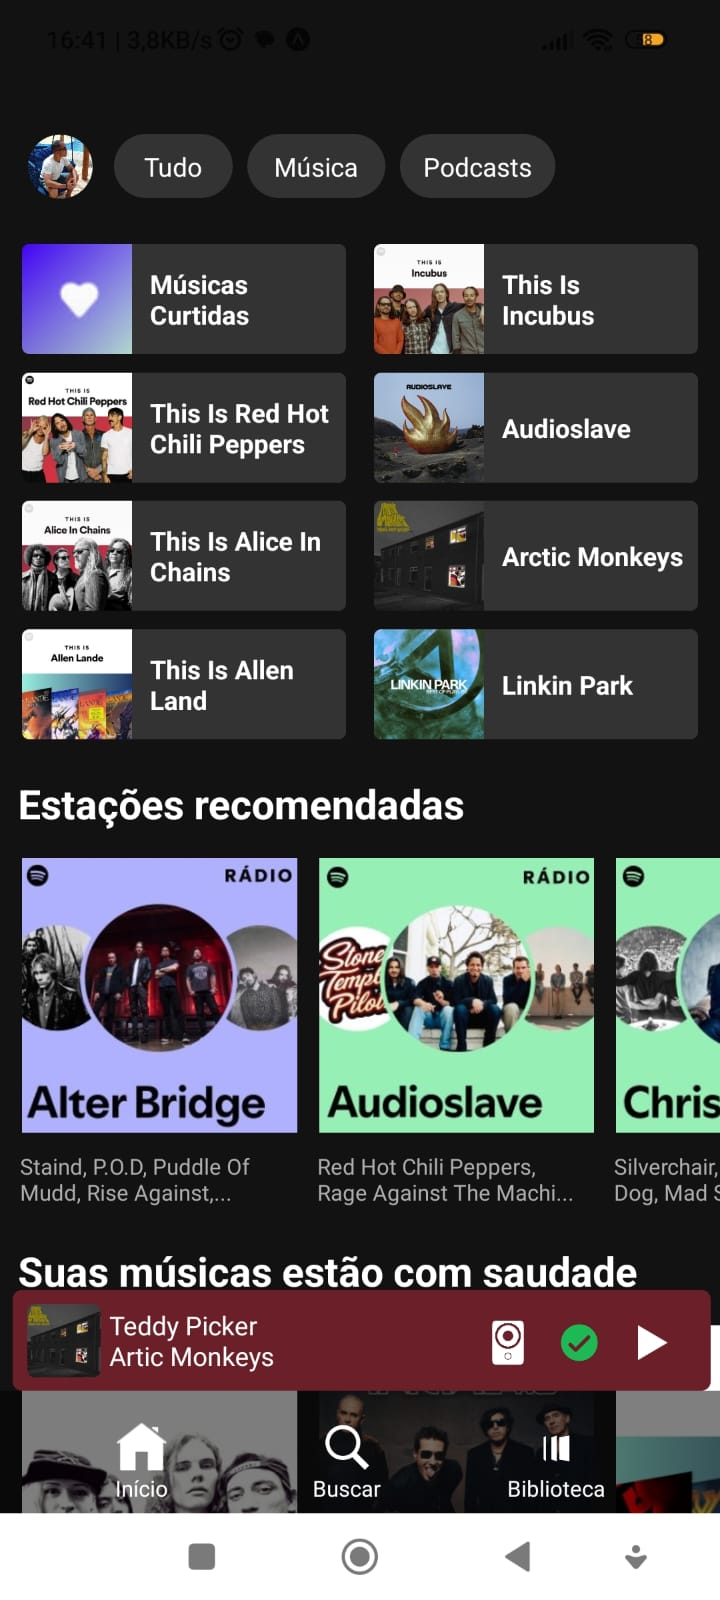 16:41 | 3,8KB/s
Tudo
Música
Podcasts
Músicas
Curtidas
THIS IS
Incubus
This Is
Incubus
THIS IS
Red Hot Chili Peppers
This Is Red Hot
Chili Peppers
AUDIOSLAVE
Audioslave
THIS IS
Alice In Chains
This Is Alice In
Chains
Arctic Monkeys
THIS IS
Allen Lande
This Is Allen
Land
LINKIN PARK
Linkin Park
Estações recomendadas
RÁDIO
Alter Bridge
Staind, P.O.D, Puddle Of
Mudd, Rise Against,...
RÁDIO
Stone
Temple
Pilots
Audioslave
Red Hot Chili Peppers,
Rage Against The Machi...
Chris
Silverchair,
Dog, Mad S
Suas músicas estão com saudade
Teddy Picker
Artic Monkeys
Início
Buscar
Biblioteca